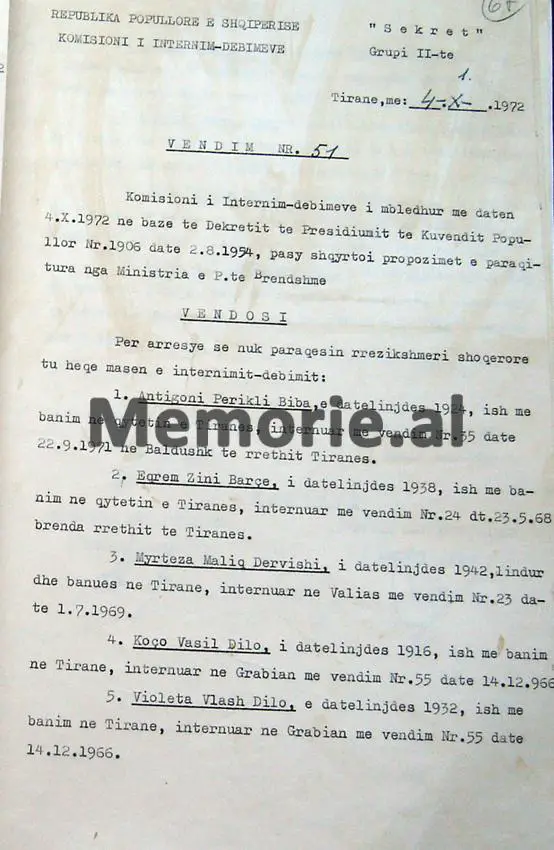 65
REPUBLIKA POPULLORE E SHQIPERISE
"Sekret"
KOMISIONI I INTERNIM-DEBIMEVE
Grupi II-te
1.
Tirane,me: 4-X- .1972
VENDIM NR. 51
Komisioni i Internim-debimeve i mbledhur me daten
4.X.1972 ne baze te Dekretit te Presidiumit te Kuvendit Popu-
llor Nr.1906 date 2.8.1954, pasy shqyrtoi propozimet e paraqi-
tura nga Ministria e P.te Brendshme
VENDOSI
Per arresye se nuk paraqesin rrezikshmeri shoqerore
tu heqe masen e internimit-debimit:
1. Antigoni Perikli Biba,e datelinjdes 1924, ish me
banim ne qytetin e Tiranes, internuar me vendim Nr.35 date
22.9.1971 ne Baldushk te rrethit Tiranes.
Memorie.al
2. Eqrem Zini Barçe, i datelinjdes 1938, ish me ba-
nim ne qytetin e Tiranes, internuar me vendim Nr.24 dt.23.5.68
brenda rrethit te Tiranes.
3. Myrteza Maliq Dervishi, i datelinjdes 1942,lindur
dhe banues ne Tirane, internuar ne Valias me vendim Nr.23 da-
te 1.7.1969.
4. Koço Vasil Dilo, i datelinjdes 1916, ish me banim
ne Tirane, internuar ne Grabian me vendim Nr.55 date 14.12.966
5. Violeta Vlash Dilo, e datelinjdes 1932, ish me
banim ne Tirane, internuar ne Grabian me vendim Nr.55 date
14.12.1966.